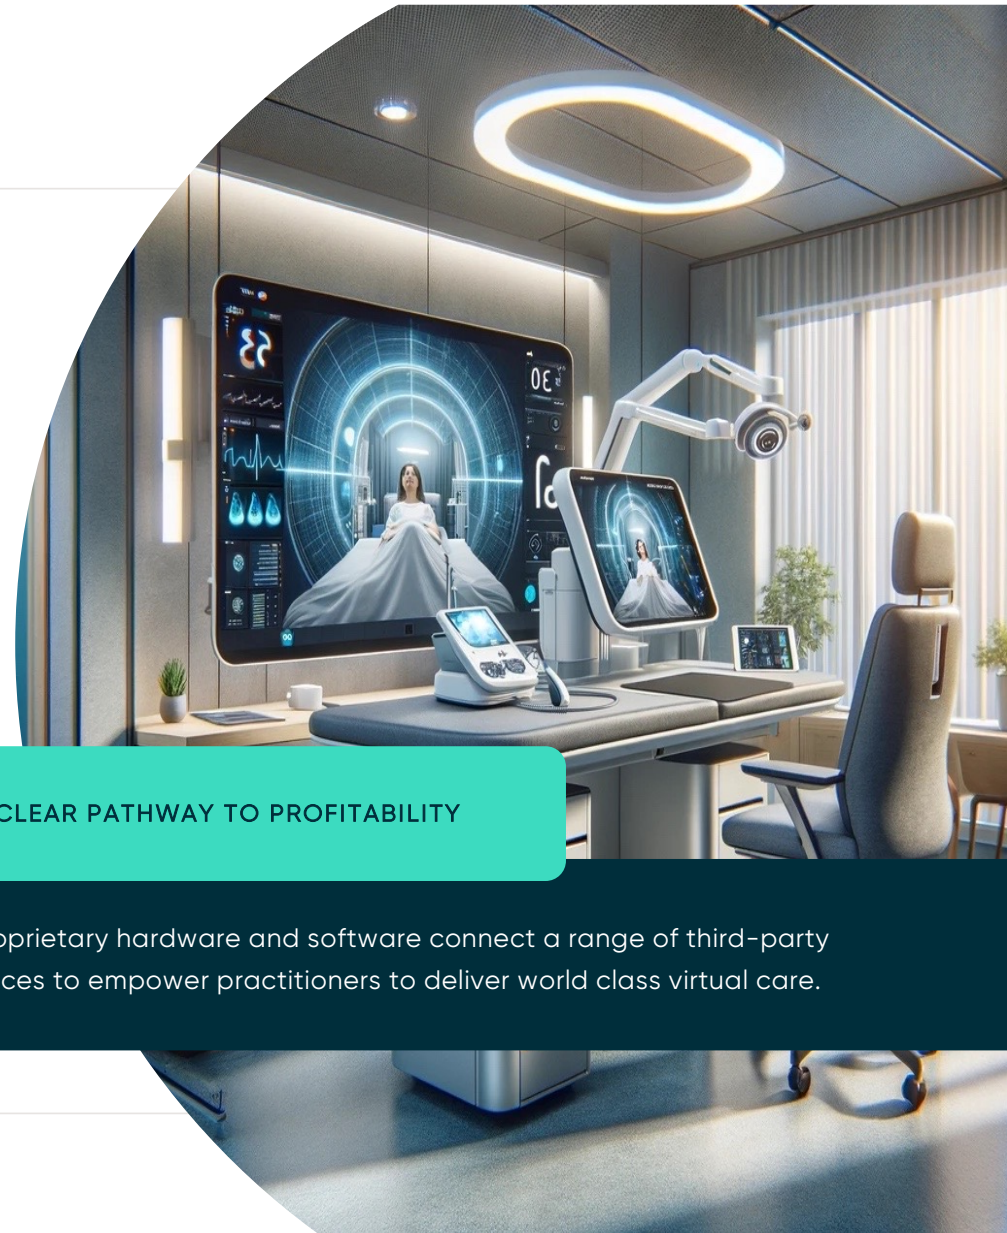 CLEAR PATHWAY TO PROFITABILITY
oprietary hardware and software connect a range of third-party
ces to empower practitioners to deliver world class virtual care.